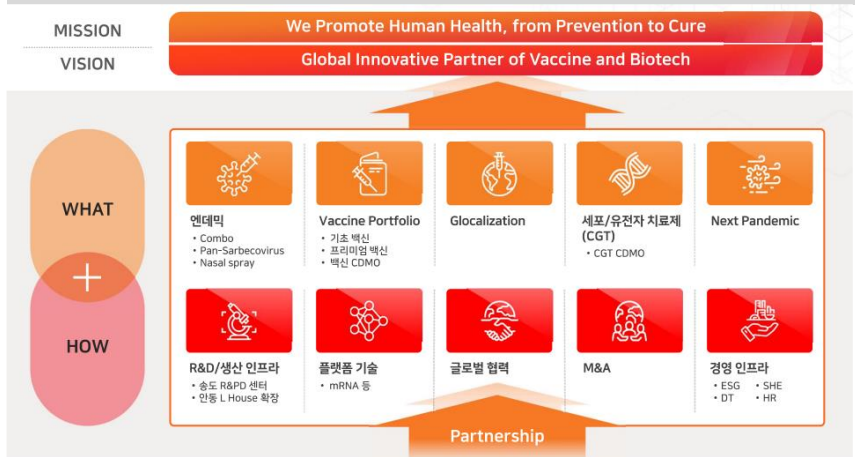 MISSION
We Promote Human Health, from Prevention to Cure
VISION
Global Innovative Partner of Vaccine and Biotech
WHAT
엔데믹
• Combo
• Pan-Sarbecovirus
• Nasal spray
Vaccine Portfolio
• 기초 백신
• 프리미엄 백신
• 백신 CDMO
Glocalization
세포/유전자 치료제
(CGT)
• CGT CDMO
Next Pandemic
+
HOW
R&D/생산 인프라
• 송도 R&PD 센터
• 안동 L House 확장
플랫폼 기술
• mRNA 등
글로벌 협력
M&A
경영 인프라
• ESG • SHE
• DT • HR
Partnership